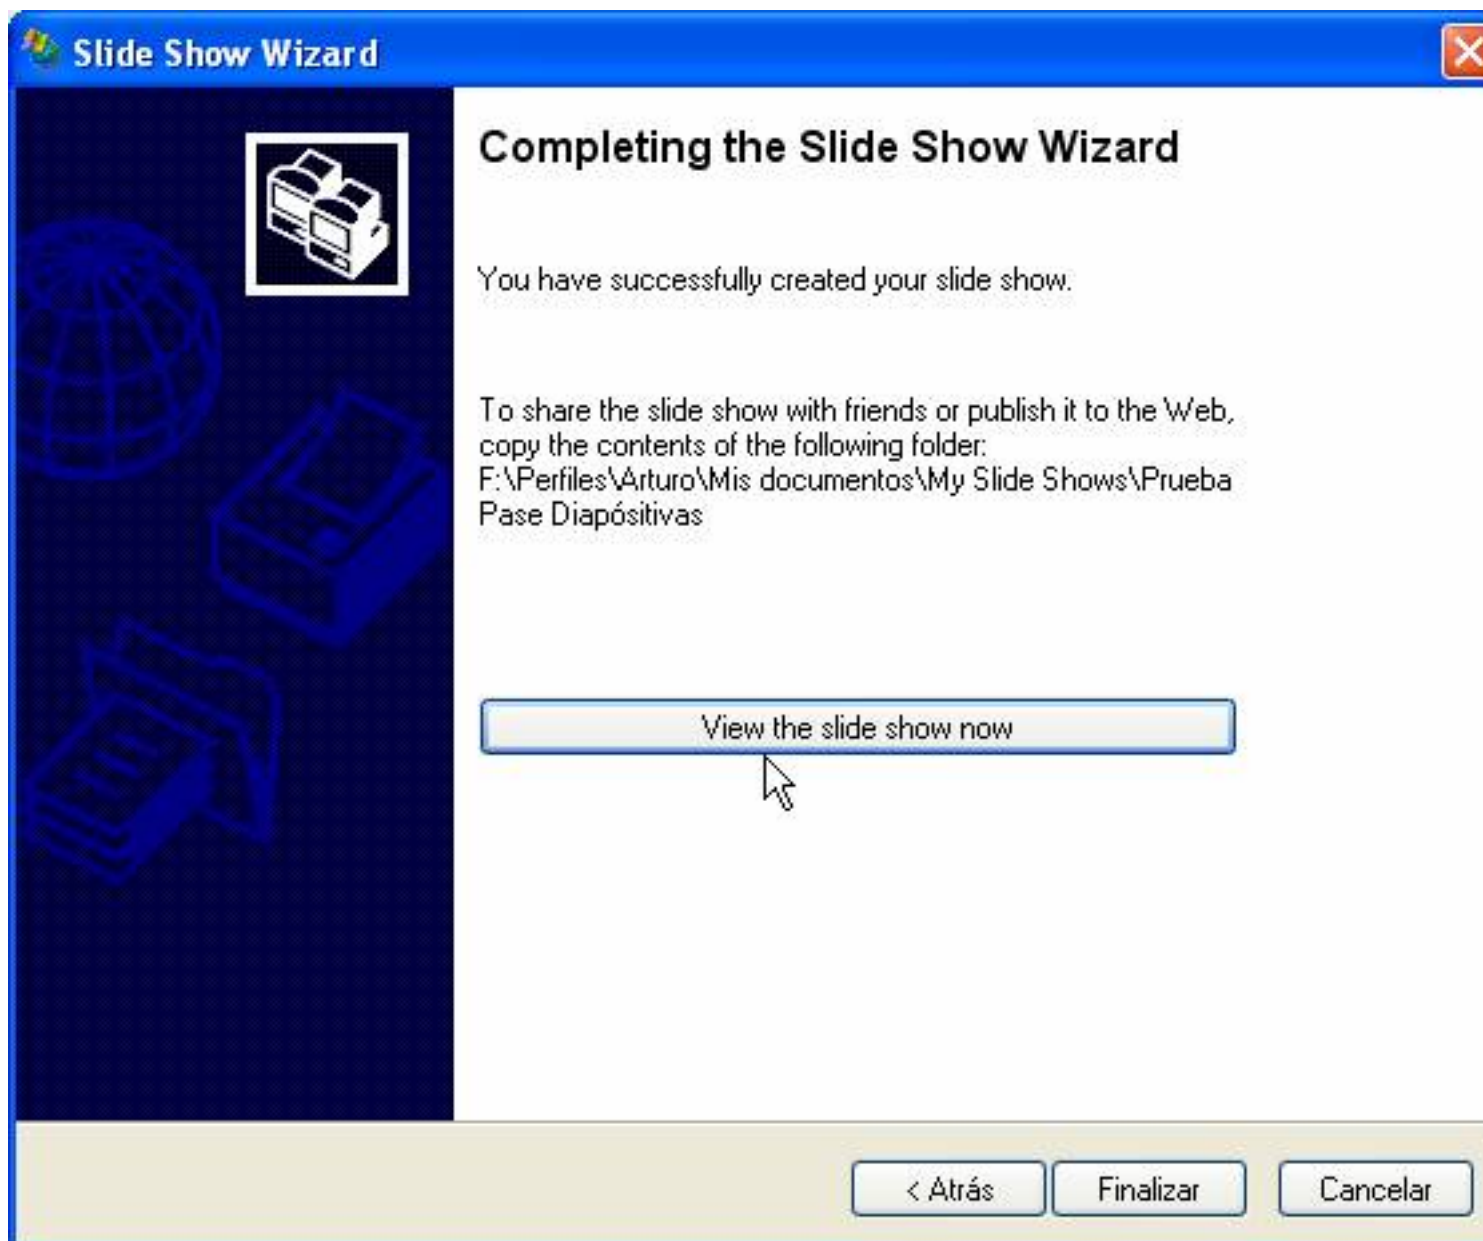 Slide Show Wizard
Completing the Slide Show Wizard
You have successfully created your slide show.
To share the slide show with friends or publish it to the Web,
copy the contents of the following folder:
F:\Perfiles\Arturo\Mis documentos\My Slide Shows\Prueba
Pase Diapósitivas
View the slide show now
< Atrás Finalizar Cancelar